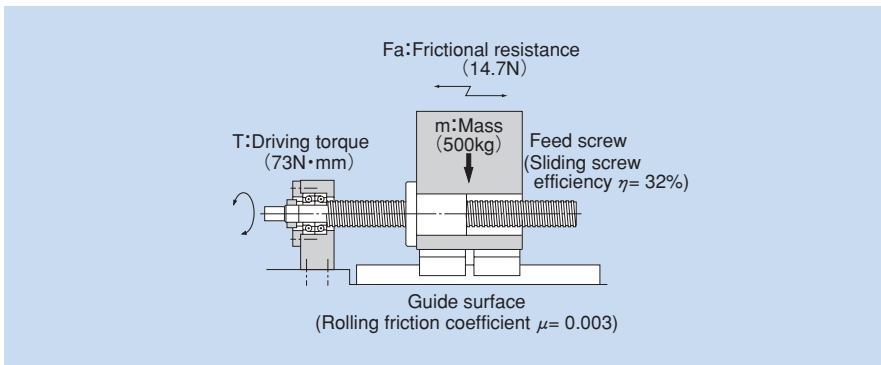 Fa:Frictional resistance
(14.7N)
T:Driving torque
(73N•mm)
m:Mass
(500kg)
Feed screw
(Sliding screw
efficiency η= 32%)
Guide surface
(Rolling friction coefficient μ= 0.003)